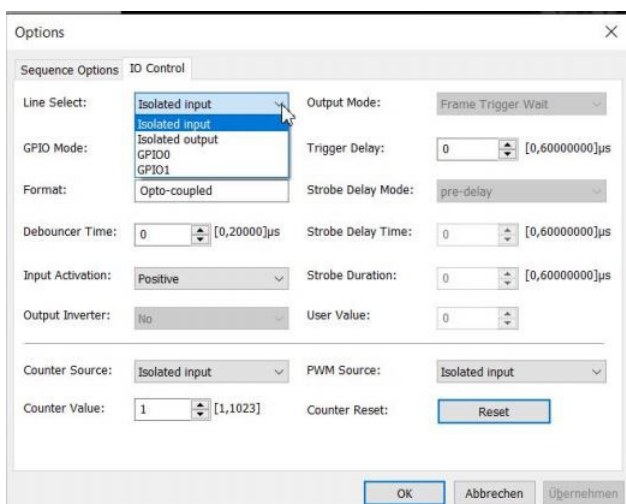 Options
Sequence Options IO Control
Line Select: Isolated input Output Mode: Frame Trigger Wait
Isolated input
Isolated output
GPIO Mode: GPIO0 Trigger Delay: 0 [0,60000000]µs
GPIO1
Format: Opto-coupled Strobe Delay Mode: pre-delay
Debouncer Time: 0 [0,20000]µs Strobe Delay Time: 0 [0,60000000]µs
Input Activation: Positive Strobe Duration: 0 [0,60000000]µs
Output Inverter: No User Value: 0
Counter Source: Isolated input PWM Source: Isolated input
Counter Value: 1 [1,1023] Counter Reset: Reset
OK Abbrechen Übernehmen